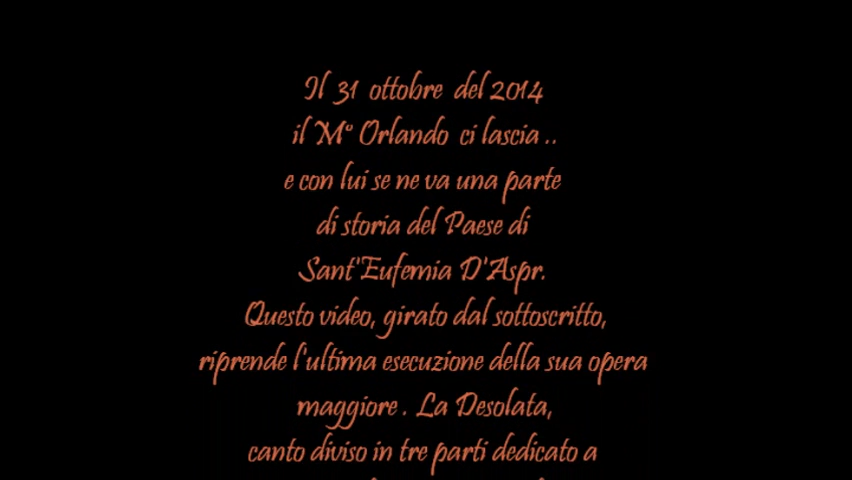 Il 31 ottobre del 2014
il M° Orlando ci lascia ..
e con lui se ne va una parte
di storia del Paese di
Sant'Eufemia D'Aspr.
Questo video, girato dal sottoscritto,
riprende l'ultima esecuzione della sua opera
maggiore . La Desolata,
canto diviso in tre parti dedicato a